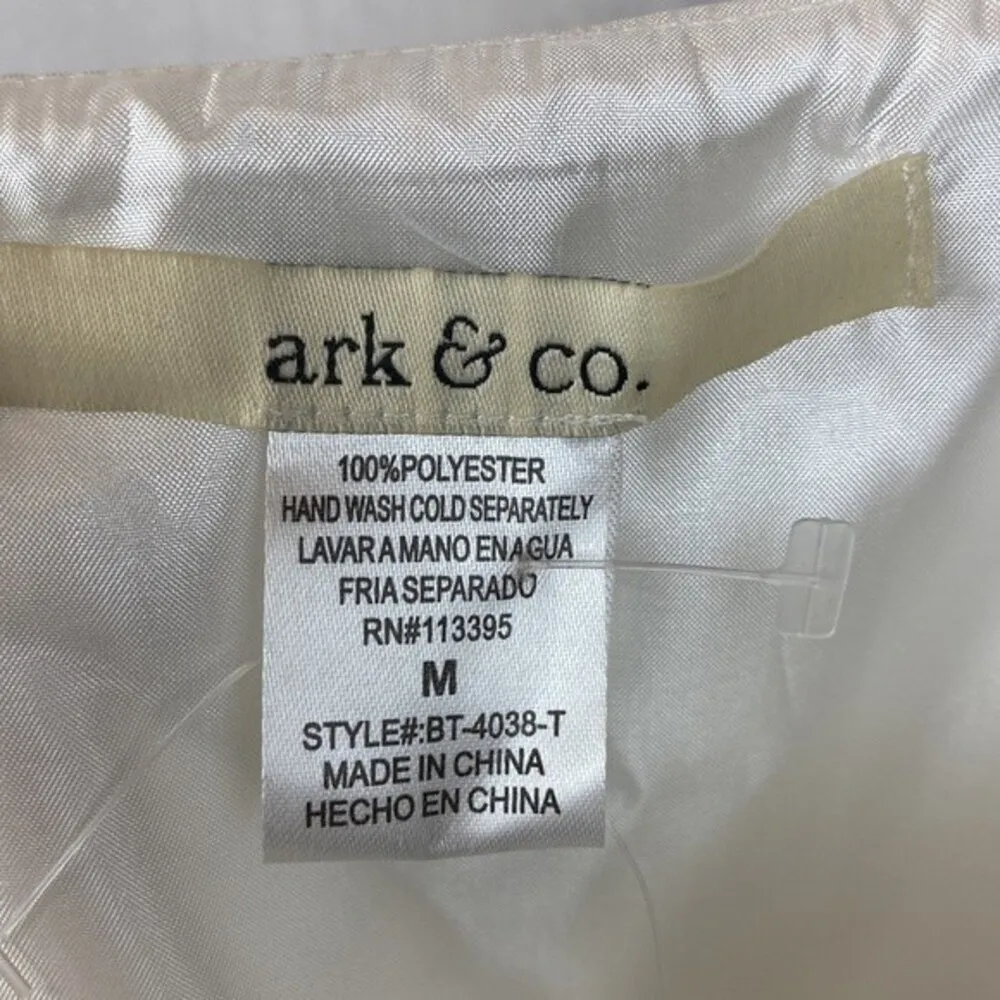 ark & co.
100%POLYESTER
HAND WASH COLD SEPARATELY
LAVAR A MANO EN AGUA
FRIA SEPARADO
RN#113395
M
STYLE#:BT-4038-T
MADE IN CHINA
HECHO EN CHINA